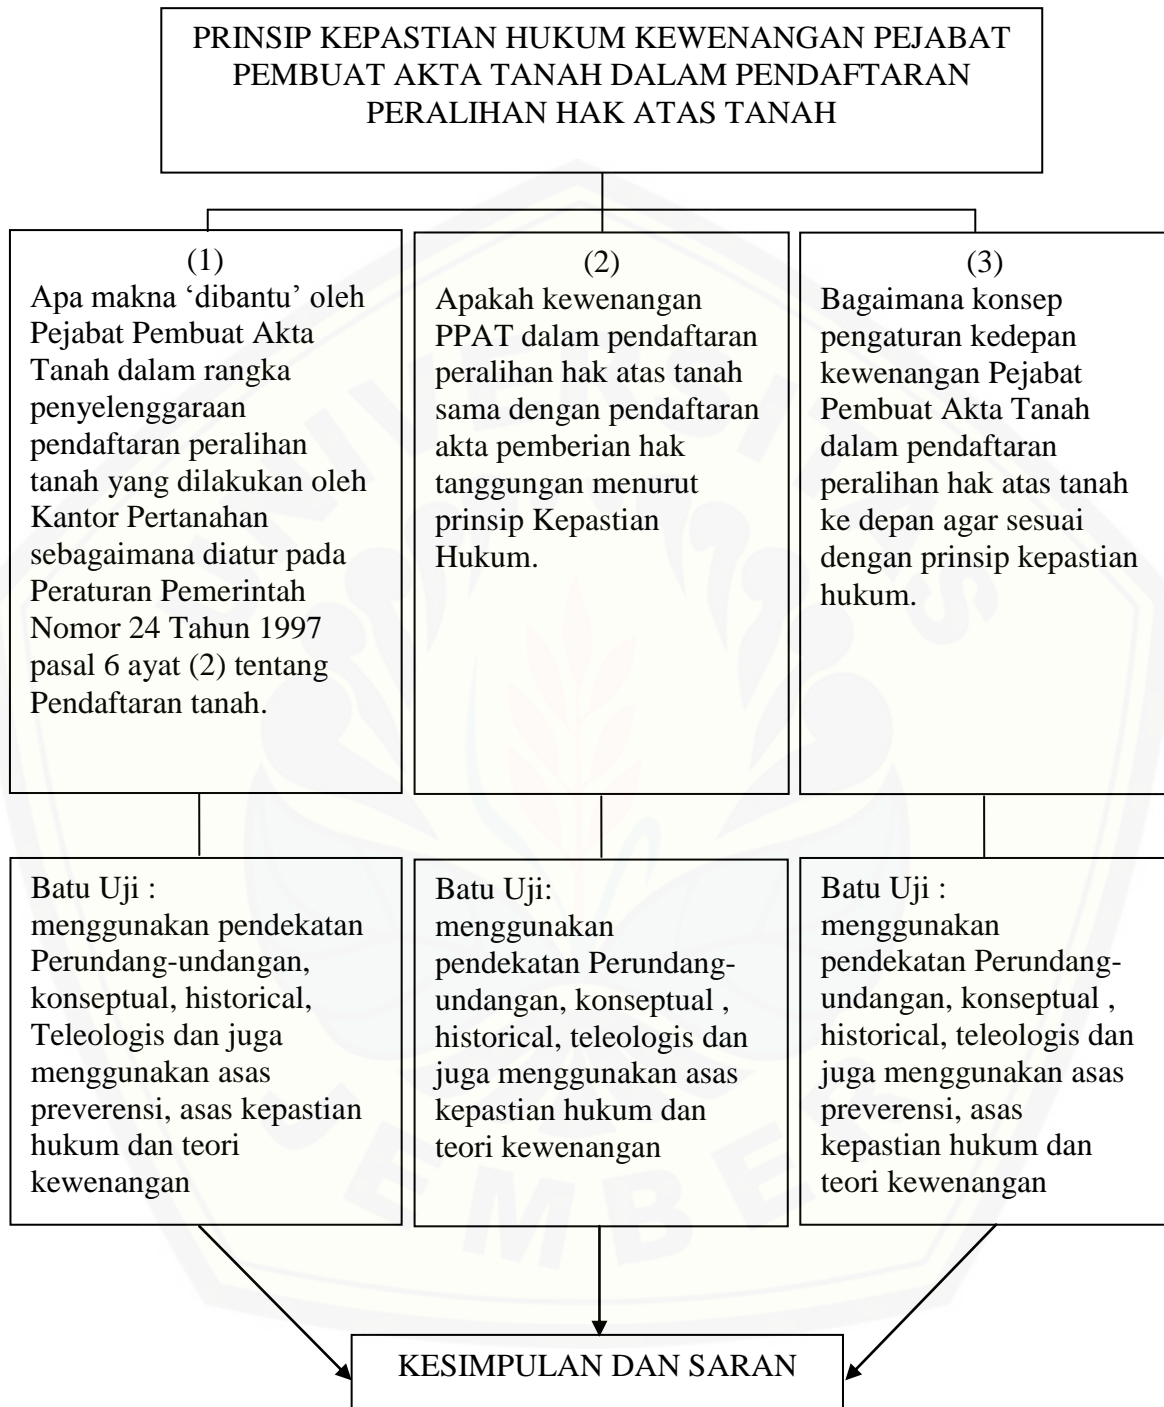 PRINSIP KEPASTIAN HUKUM KEWENANGAN PEJABAT
PEMBUAT AKTA TANAH DALAM PENDAFTARAN
PERALIHAN HAK ATAS TANAH
(1)
Apa makna ‘dibantu’ oleh
Pejabat Pembuat Akta
Tanah dalam rangka
penyelenggaraan
pendaftaran peralihan
tanah yang dilakukan oleh
Kantor Pertanahan
sebagaimana diatur pada
Peraturan Pemerintah
Nomor 24 Tahun 1997
pasal 6 ayat (2) tentang
Pendaftaran tanah.
(2)
Apakah kewenangan
PPAT dalam pendaftaran
peralihan hak atas tanah
sama dengan pendaftaran
akta pemberian hak
tanggungan menurut
prinsip Kepastian
Hukum.
(3)
Bagaimana konsep
pengaturan kedepan
kewenangan Pejabat
Pembuat Akta Tanah
dalam pendaftaran
peralihan hak atas tanah
ke depan agar sesuai
dengan prinsip kepastian
hukum.
Batu Uji :
menggunakan pendekatan
Perundang-undangan,
konseptual, historical,
Teleologis dan juga
menggunakan asas
preverensi, asas kepastian
hukum dan teori
kewenangan
Batu Uji:
menggunakan
pendekatan Perundang-
undangan, konseptual ,
historical, teleologis dan
juga menggunakan asas
kepastian hukum dan
teori kewenangan
Batu Uji :
menggunakan
pendekatan Perundang-
undangan, konseptual ,
historical, teleologis dan
juga menggunakan asas
preverensi, asas
kepastian hukum dan
teori kewenangan
KESIMPULAN DAN SARAN
UNIVERSITAS
JEMBER